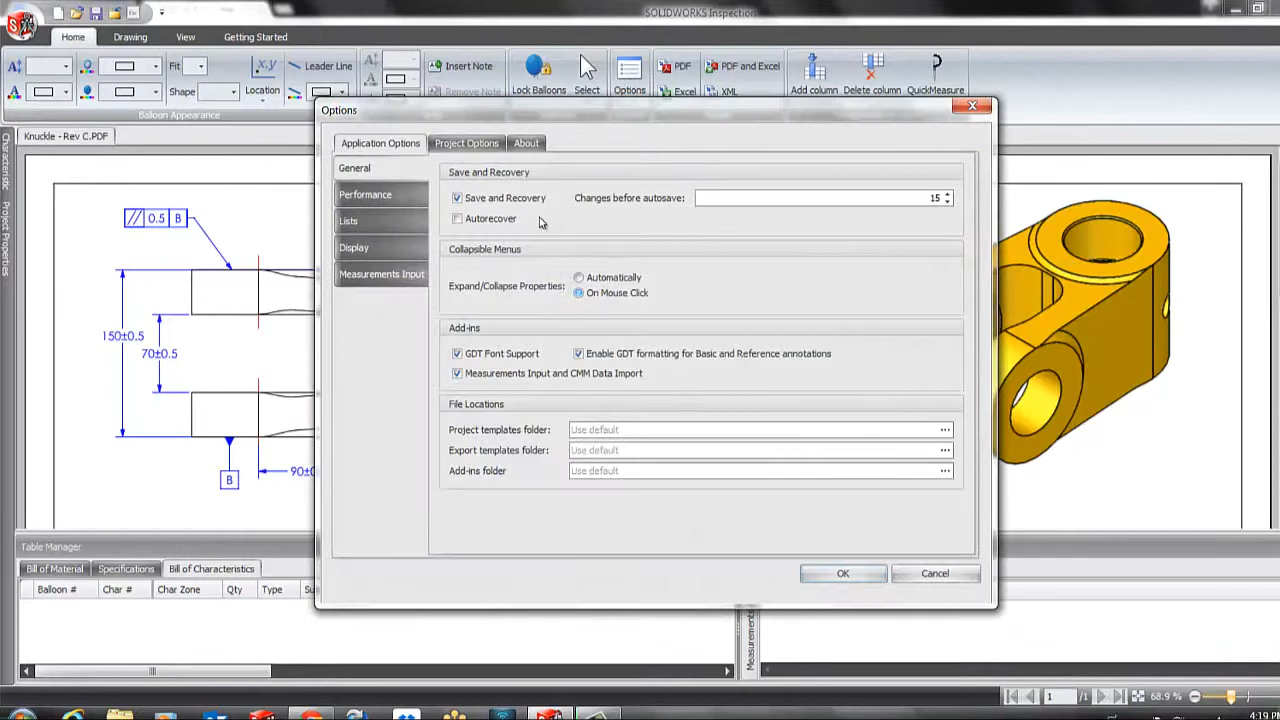 SOLIDWORKS Inspection
Home
Drawing
View
Getting Started
Fit
Shape
x,y
Location
Leader Line
Insert Note
Remove Note
Lock Balloons
Select
Options
PDF
PDF and Excel
Excel
XML
Add column
Delete column
QuickMeasure
Balloon Appearance
Characteristic
Project Properties
Knuckle - Rev C.PDF
// 0.5 B
150±0.5
70±0.5
B
Options
Application Options
Project Options
About
General
Performance
Lists
Display
Measurements Input
Save and Recovery
Save and Recovery
Changes before autosave:
15
Autorecover
Collapsible Menus
Expand/Collapse Properties:
Automatically
On Mouse Click
Add-ins
GDT Font Support
Enable GDT formatting for Basic and Reference annotations
Measurements Input and CMM Data Import
File Locations
Project templates folder:
Use default
...
Export templates folder:
Use default
...
Add-ins folder
Use default
...
OK
Cancel
Table Manager
Bill of Material
Specifications
Bill of Characteristics
Balloon #
Char #
Char Zone
Qty
Type
Measurements
1
/1
68.9 %